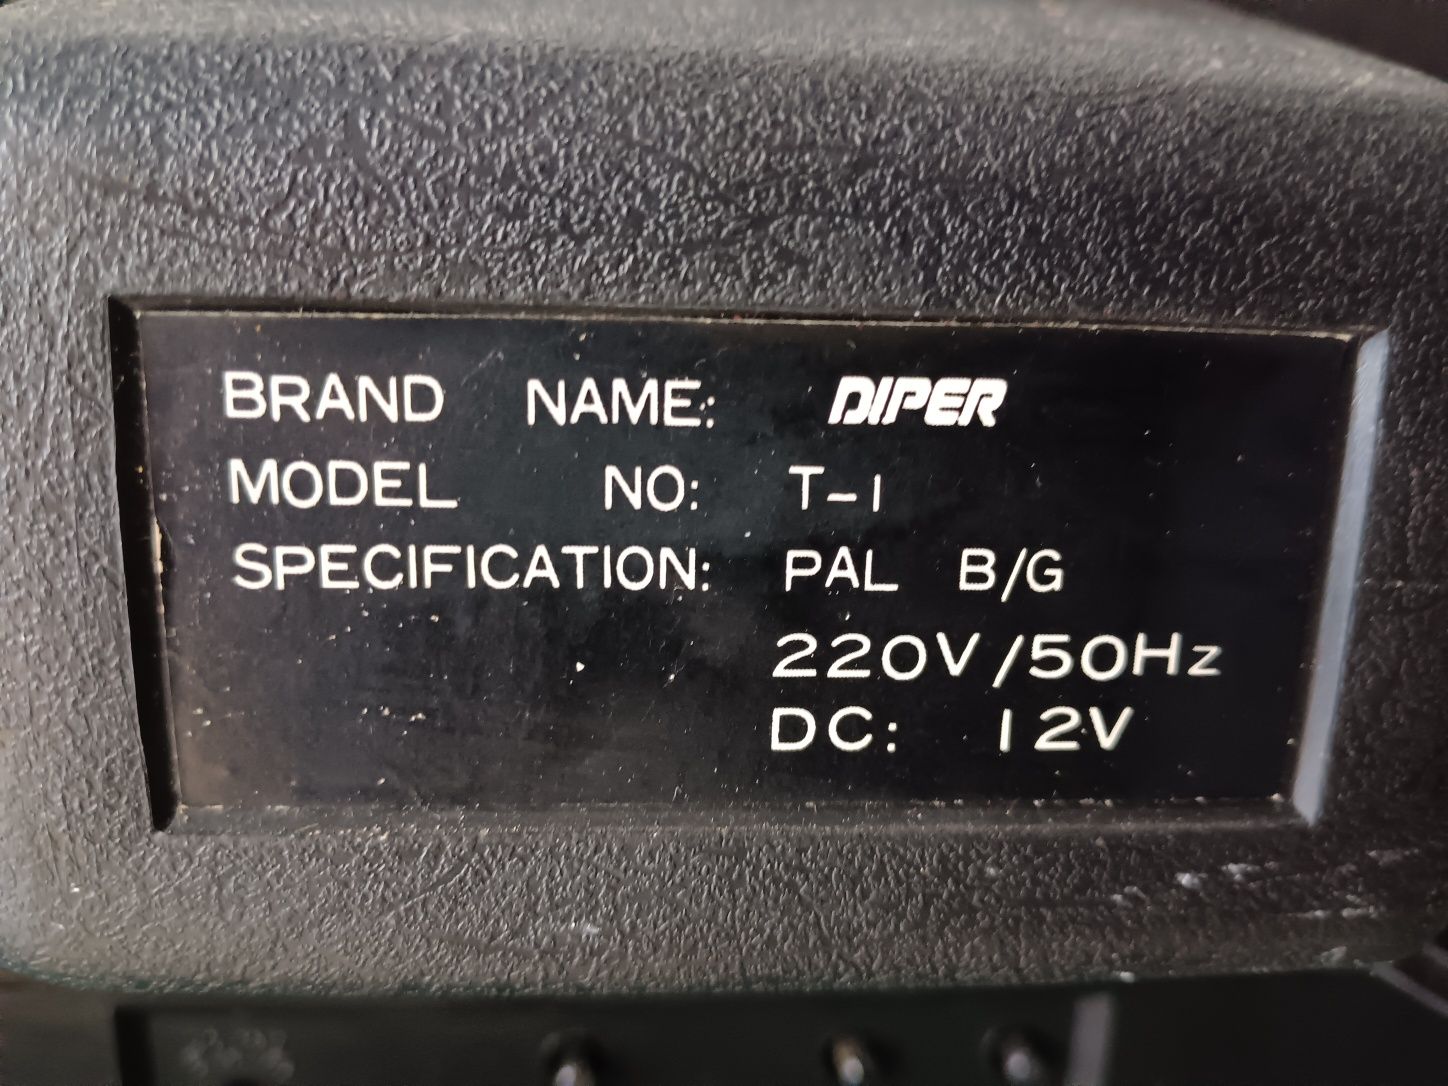 BRAND NAME: DIPER
MODEL NO: T-1
SPECIFICATION: PAL B/G
220V/50Hz
DC: 12V